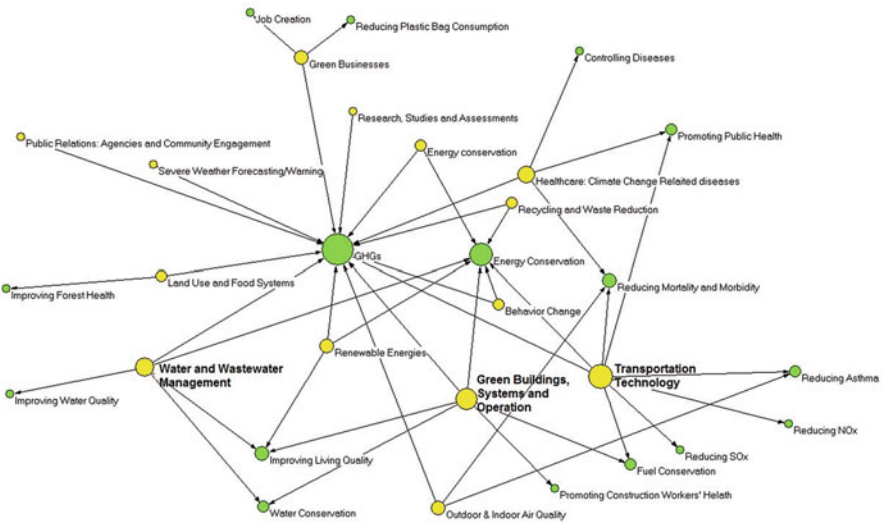 Job Creation
Reducing Plastic Bag Consumption
Green Businesses
Controlling Diseases
Research, Studies and Assessments
Promoting Public Health
Public Relations: Agencies and Community Engagement
Energy conservation
Severe Weather Forecasting/Warning
Healthcare: Climate Change Relaited diseases
Recycling and Waste Reduction
GHGs
Energy Conservation
Land Use and Food Systems
Improving Forest Health
Reducing Mortality and Morbidity
Behavior Change
Renewable Energies
Water and Wastewater
Management
Transportation
Technology
Green Buildings,
Systems and
Operation
Reducing Asthma
Improving Water Quality
Reducing NOx
Reducing SOx
Improving Living Quality
Fuel Conservation
Promoting Construction Workers' Helath
Water Conservation
Outdoor & Indoor Air Quality